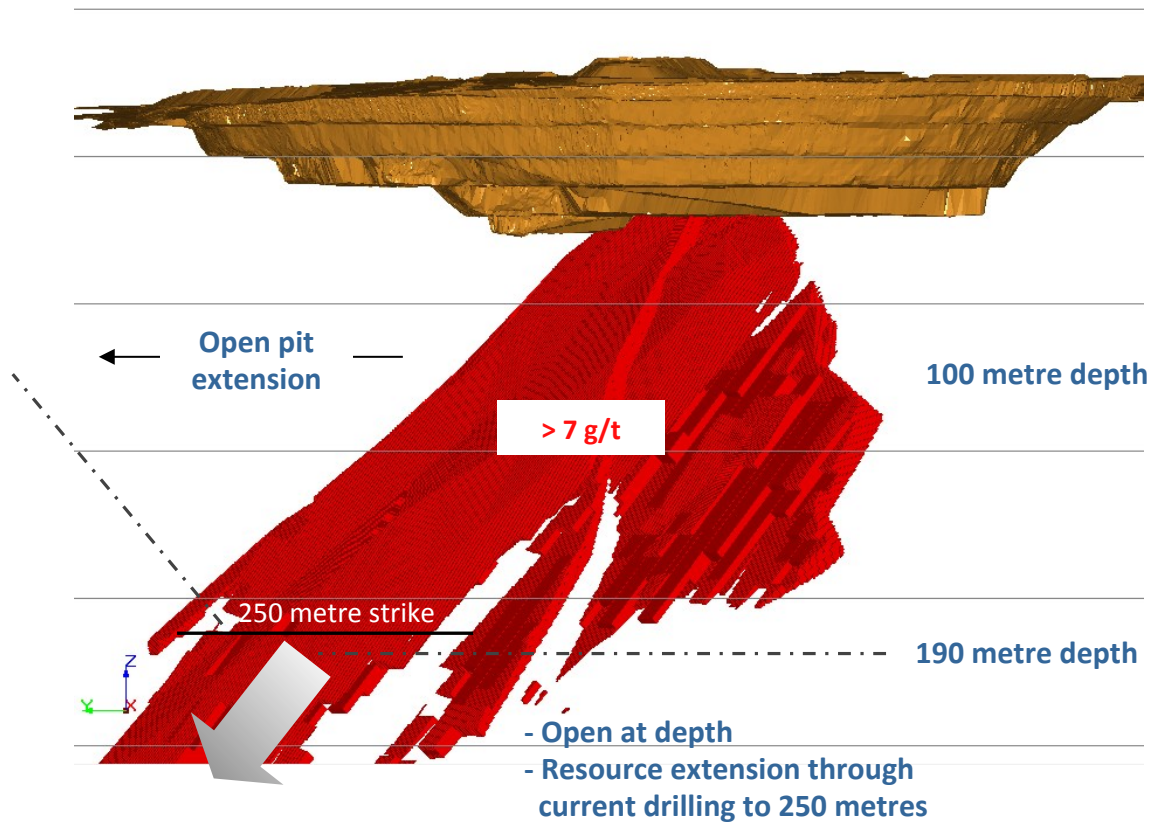 Open pit
extension
100 metre depth
> 7 g/t
250 metre strike
190 metre depth
Z
Y
X
- Open at depth
- Resource extension through
current drilling to 250 metres